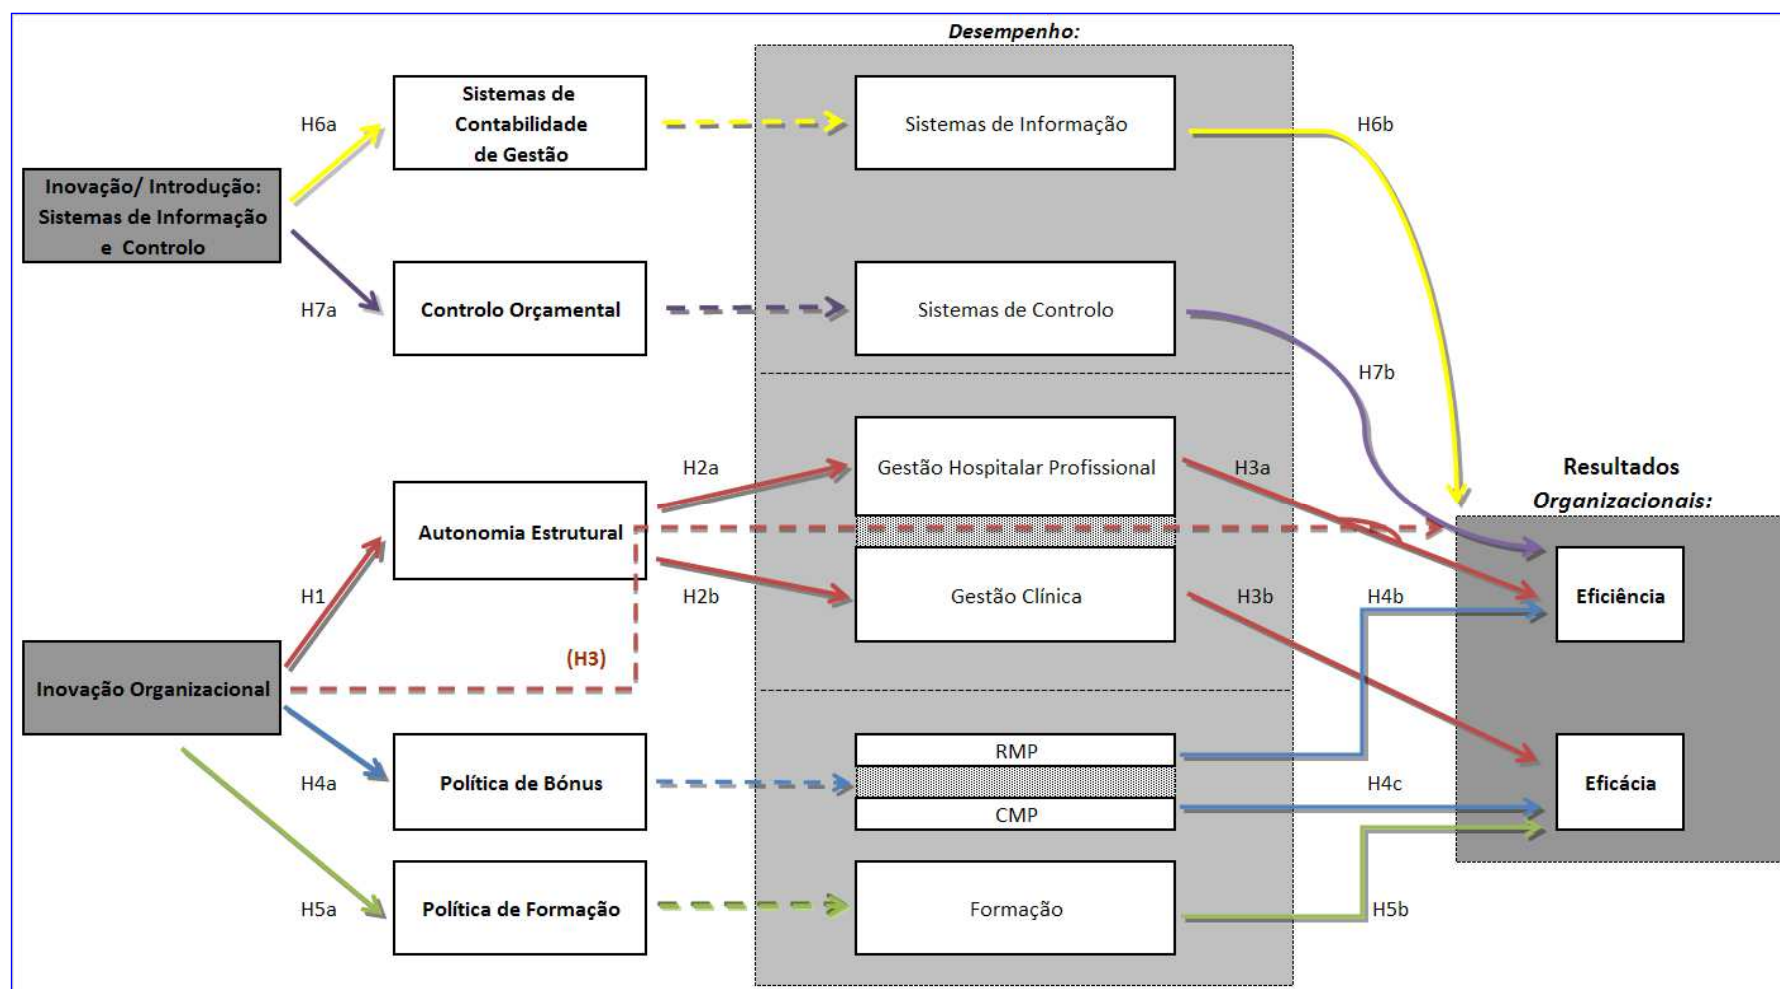 Desempenho:
Sistemas de
Contabilidade
de Gestão
H6a
Sistemas de Informação
H6b
Inovação/ Introdução:
Sistemas de Informação
e Controlo
H7a
Controlo Orçamental
Sistemas de Controlo
H7b
H2a
Gestão Hospitalar Profissional
H3a
Resultados
Organizacionais:
Autonomia Estrutural
H1
H2b
Gestão Clínica
H3b
H4b
Eficiência
(H3)
Inovação Organizacional
RMP
H4a
Política de Bónus
H4c
Eficácia
CMP
H5a
Política de Formação
Formação
H5b